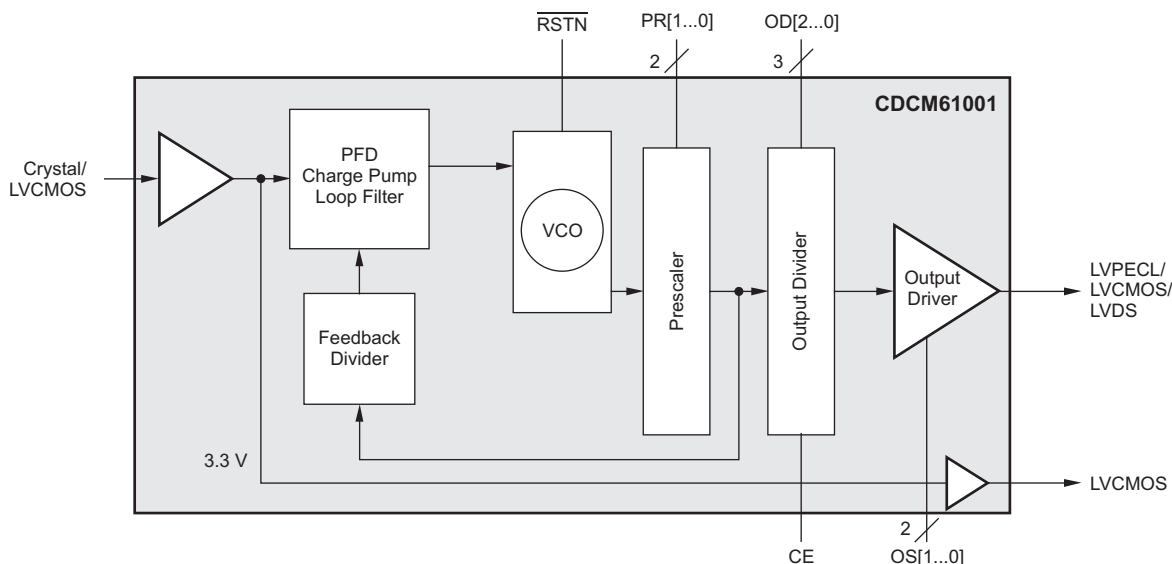 RSTN
PR[1...0]
OD[2...0]
2
3
CDCM61001
Crystal/
LVCMOS
PFD
Charge Pump
Loop Filter
VCO
Prescaler
Output Divider
Output
Driver
LVPECL/
LVCMOS/
LVDS
Feedback
Divider
3.3 V
LVCMOS
2
CE
OS[1...0]